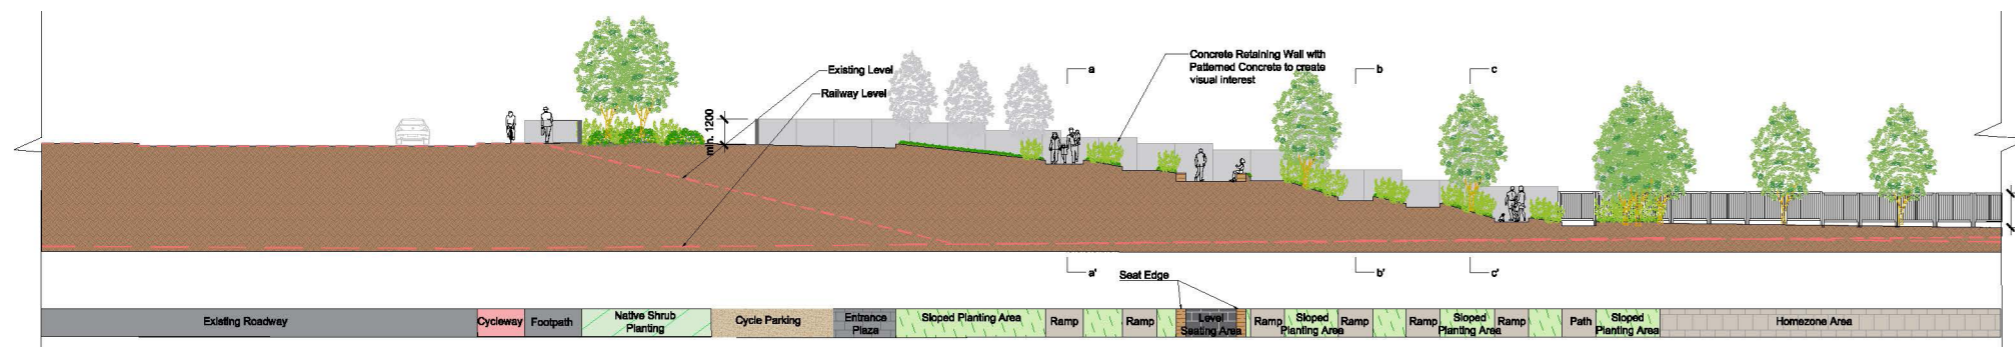 Existing Level
Railway Level
min. 1200
a
Concrete Retaining Wall with
Patterned Concrete to create
visual interest
b
c
a'
Seat Edge
b'
c'
Existing Roadway
Cycleway
Footpath
Native Shrub
Planting
Cycle Parking
Entrance
Plaza
Sloped Planting Area
Ramp
Ramp
Level
Seating Area
Ramp
Sloped
Planting Area
Ramp
Ramp
Sloped
Planting Area
Ramp
Path
Sloped
Planting Area
Homezone Area